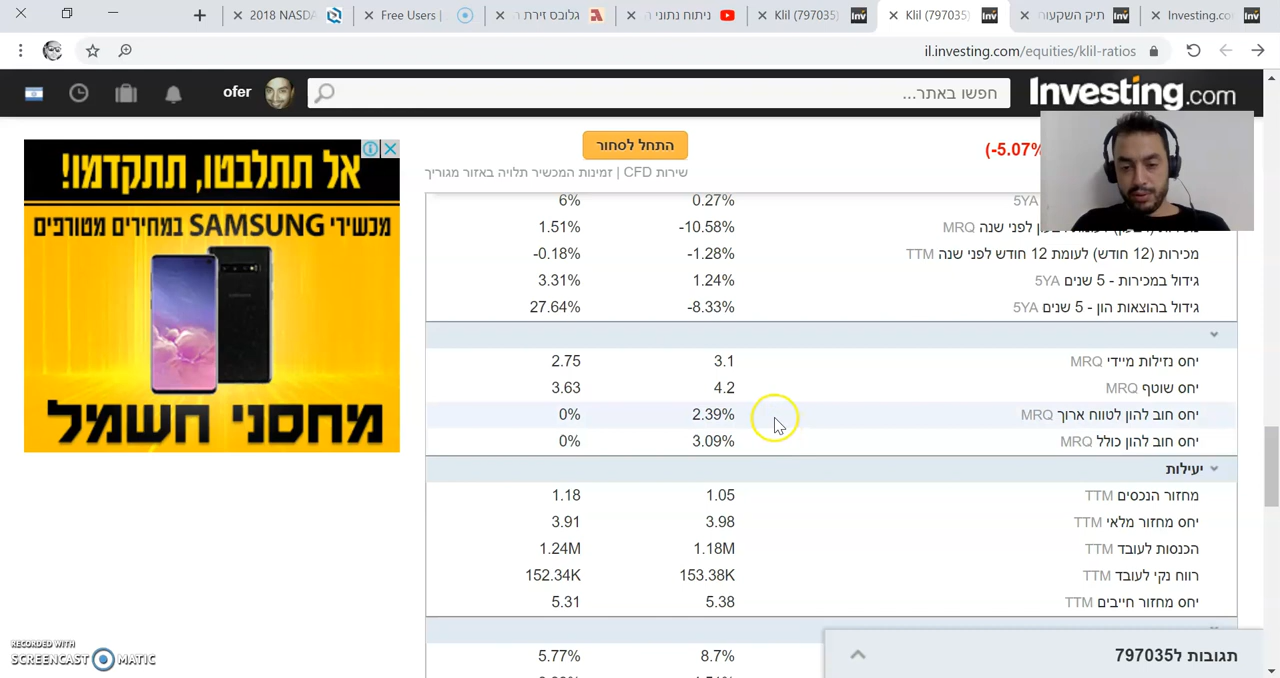 2018 NASDA
Free Users |
גלובס זירת ה
ניתוח נתוני ה
Klil (797035)
Klil (797035)
תיק השקעות
Investing.co
il.investing.com/equities/klil-ratios
ofer
חפשו באתר...
Investing.com
אל תתלבטו, תתקדמו!
מכשירי SAMSUNG במחירים מטורפים
מחסני חשמל
התחל לסחור
(-5.07%
שירות CFD | זמינות המכשיר תלויה באזור מגוריך
5YA 0.27% 6%
לפני שנה MRQ -10.58% 1.51%
מכירות (12 חודש) לעומת 12 חודש לפני שנה TTM -1.28% -0.18%
גידול במכירות - 5 שנים 5YA 1.24% 3.31%
גידול בהוצאות הון - 5 שנים 5YA -8.33% 27.64%
יחס נזילות מיידי MRQ 3.1 2.75
יחס שוטף MRQ 4.2 3.63
יחס חוב להון לטווח ארוך MRQ 2.39% 0%
יחס חוב להון כולל MRQ 3.09% 0%
יעילות
מחזור הנכסים TTM 1.05 1.18
יחס מחזור מלאי TTM 3.98 3.91
הכנסות לעובד TTM 1.18M 1.24M
רווח נקי לעובד TTM 153.38K 152.34K
יחס מחזור חייבים TTM 5.38 5.31
8.7% 5.77%
תגובות ל797035
RECORDED WITH
SCREENCAST MATIC